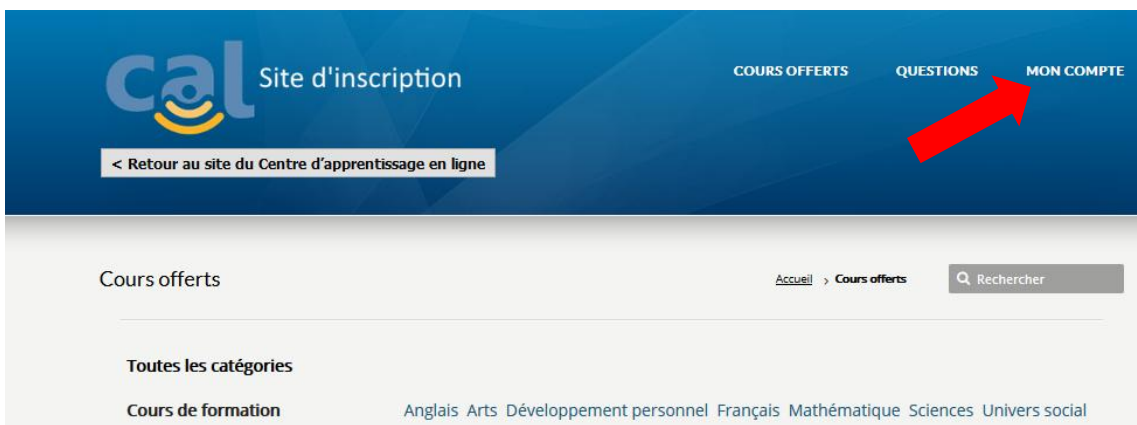 cal Site d'inscription
COURS OFFERTS QUESTIONS MON COMPTE
< Retour au site du Centre d’apprentissage en ligne
Cours offerts
Accueil > Cours offerts
Rechercher
Toutes les catégories
Cours de formation Anglais Arts Développement personnel Français Mathématique Sciences Univers social